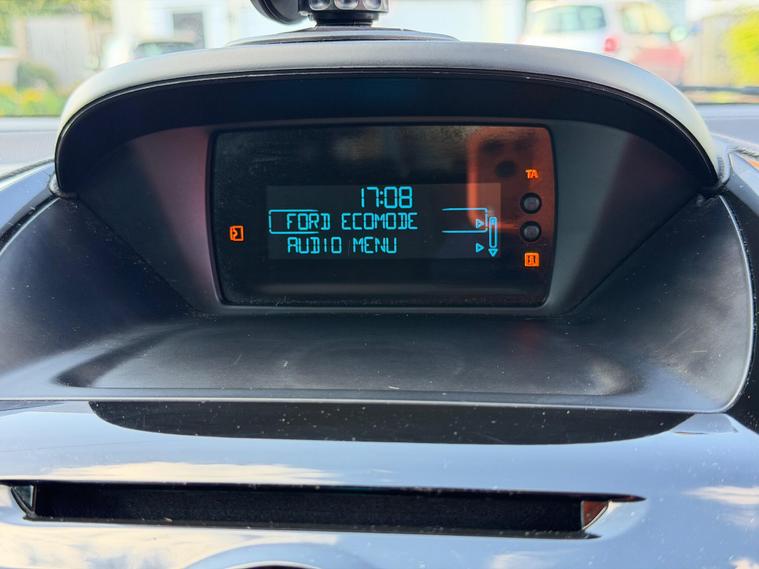 TA
17:08
FORD ECOMODE
AUDIO MENU